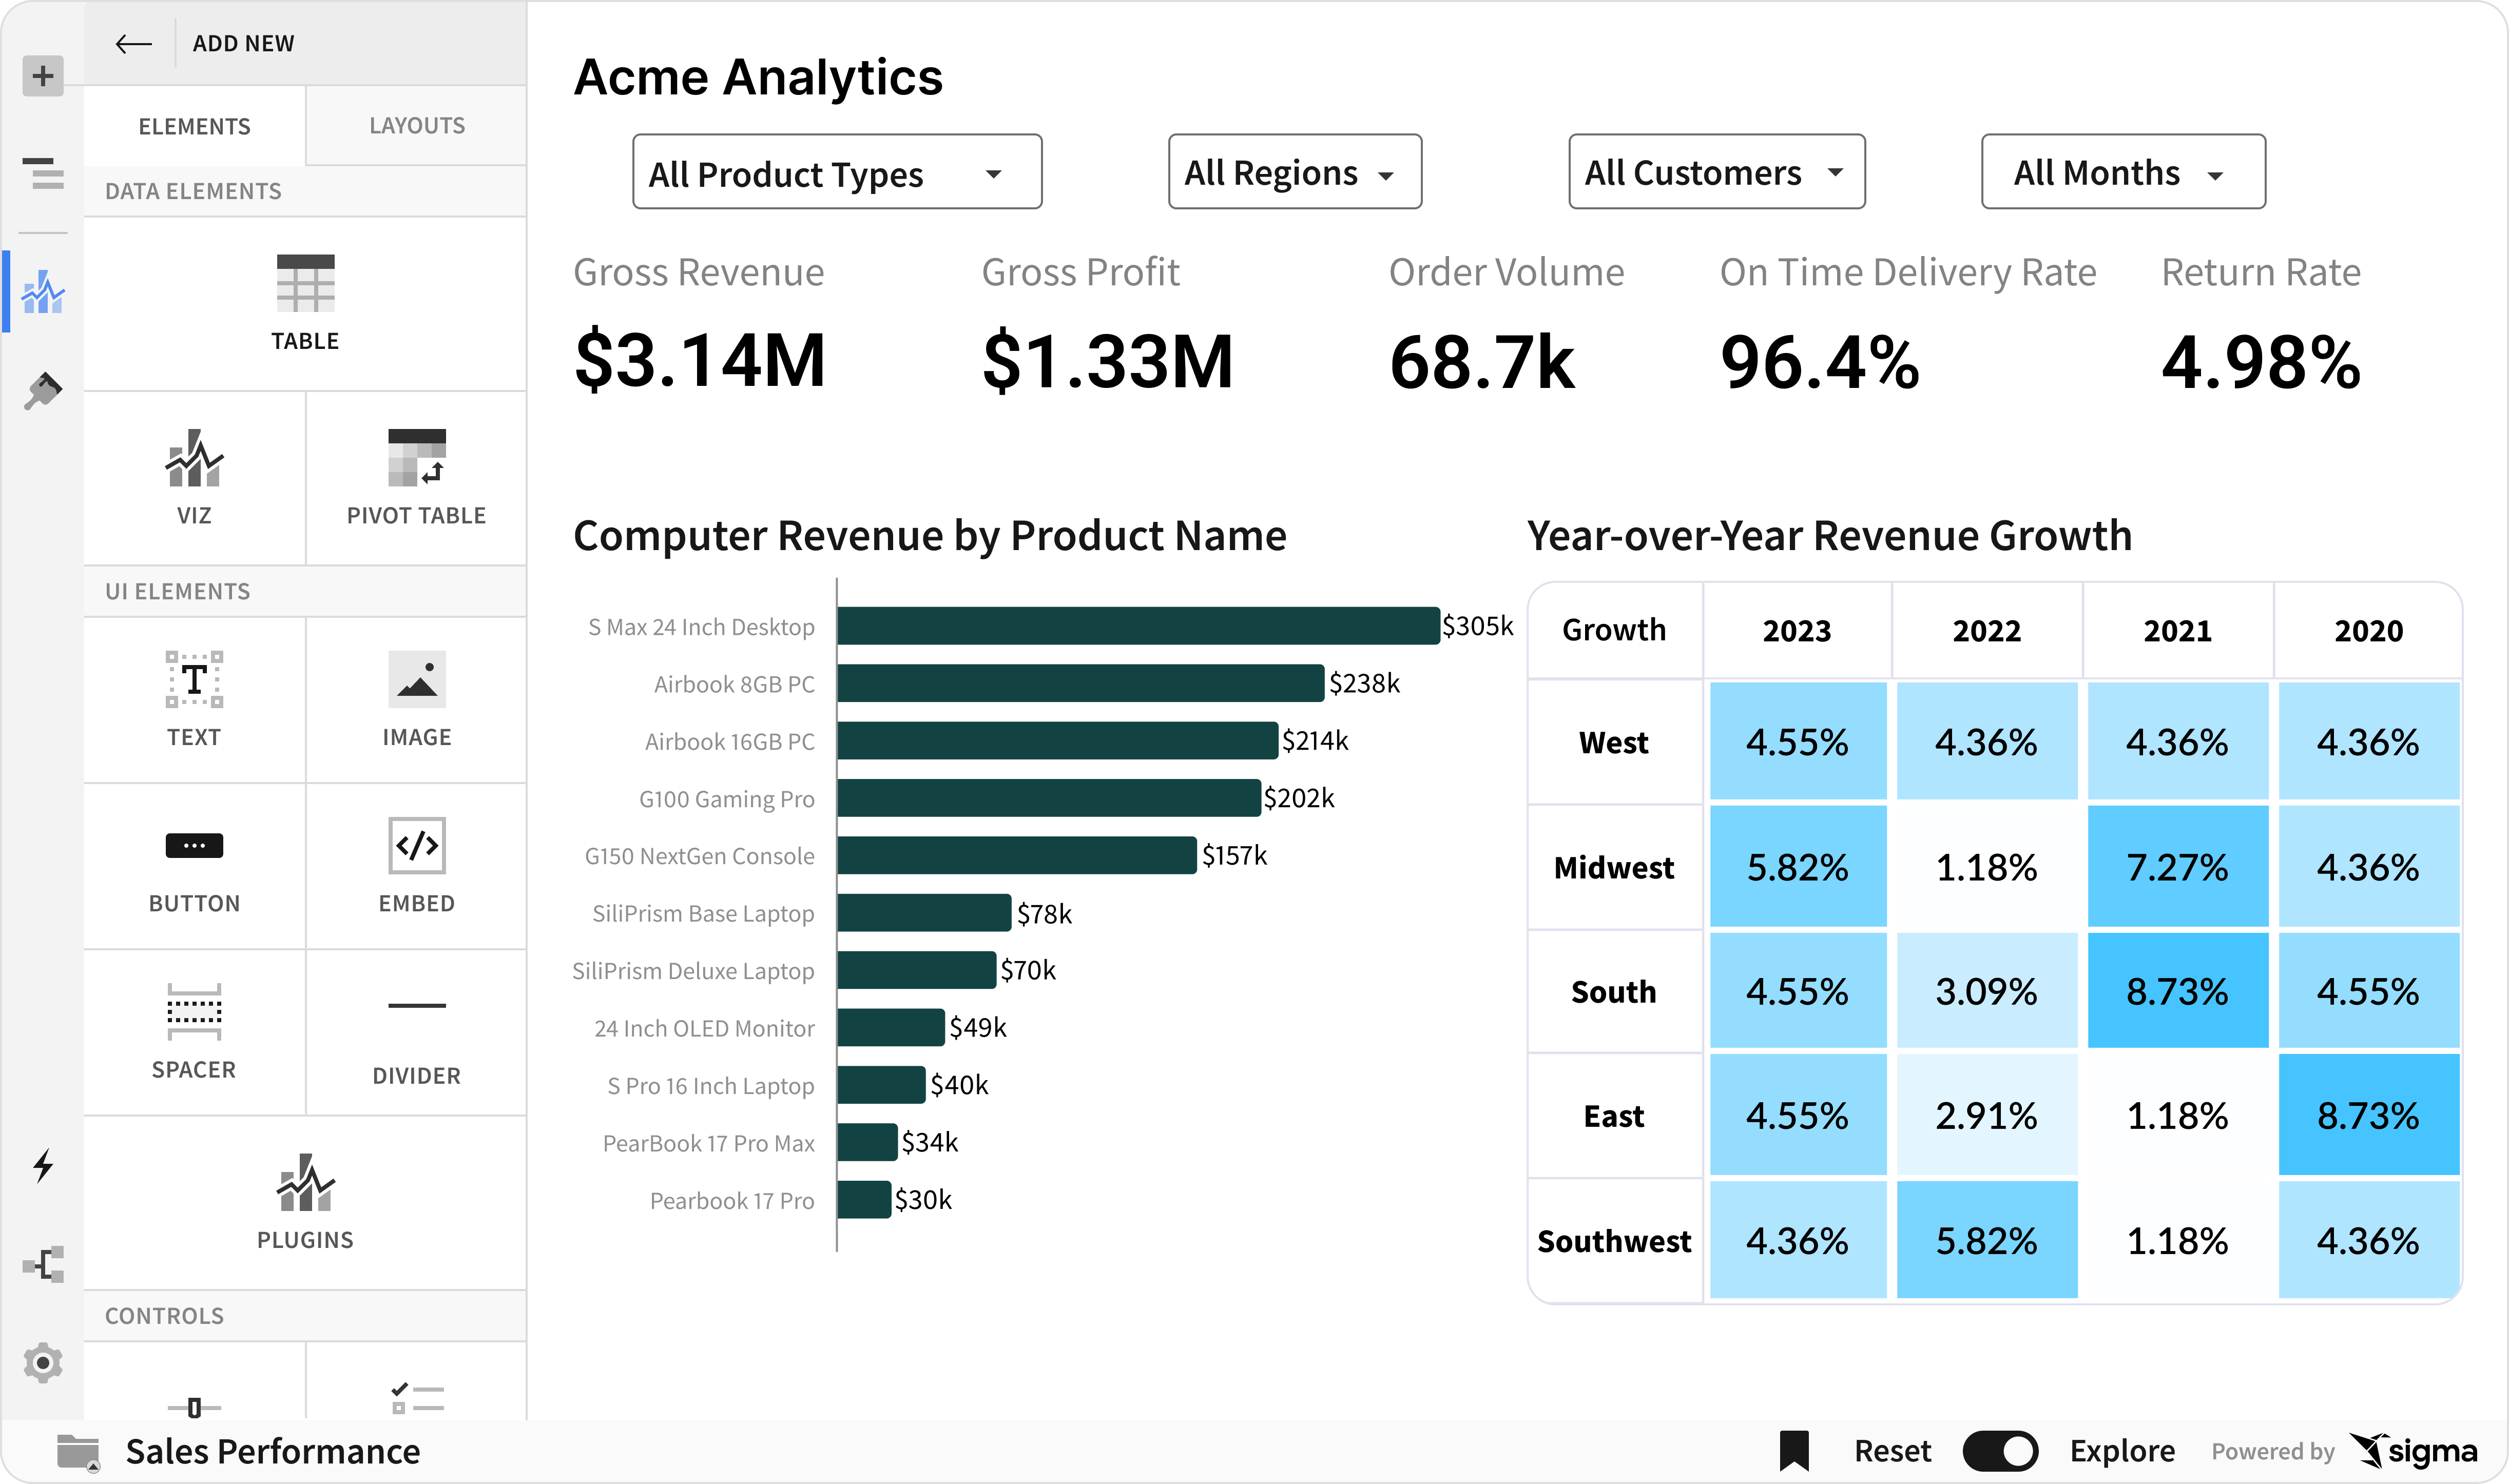 ADD NEW
ELEMENTS
LAYOUTS
DATA ELEMENTS
TABLE
VIZ
PIVOT TABLE
UI ELEMENTS
TEXT
IMAGE
BUTTON
EMBED
SPACER
DIVIDER
PLUGINS
CONTROLS
Acme Analytics
All Product Types
All Regions
All Customers
All Months
Gross Revenue
$3.14M
Gross Profit
$1.33M
Order Volume
68.7k
On Time Delivery Rate
96.4%
Return Rate
4.98%
Computer Revenue by Product Name
S Max 24 Inch Desktop $305k
Airbook 8GB PC $238k
Airbook 16GB PC $214k
G100 Gaming Pro $202k
G150 NextGen Console $157k
SiliPrism Base Laptop $78k
SiliPrism Deluxe Laptop $70k
24 Inch OLED Monitor $49k
S Pro 16 Inch Laptop $40k
PearBook 17 Pro Max $34k
Pearbook 17 Pro $30k
Year-over-Year Revenue Growth
Growth 2023 2022 2021 2020
West 4.55% 4.36% 4.36% 4.36%
Midwest 5.82% 1.18% 7.27% 4.36%
South 4.55% 3.09% 8.73% 4.55%
East 4.55% 2.91% 1.18% 8.73%
Southwest 4.36% 5.82% 1.18% 4.36%
Sales Performance
Reset
Explore
Powered by sigma